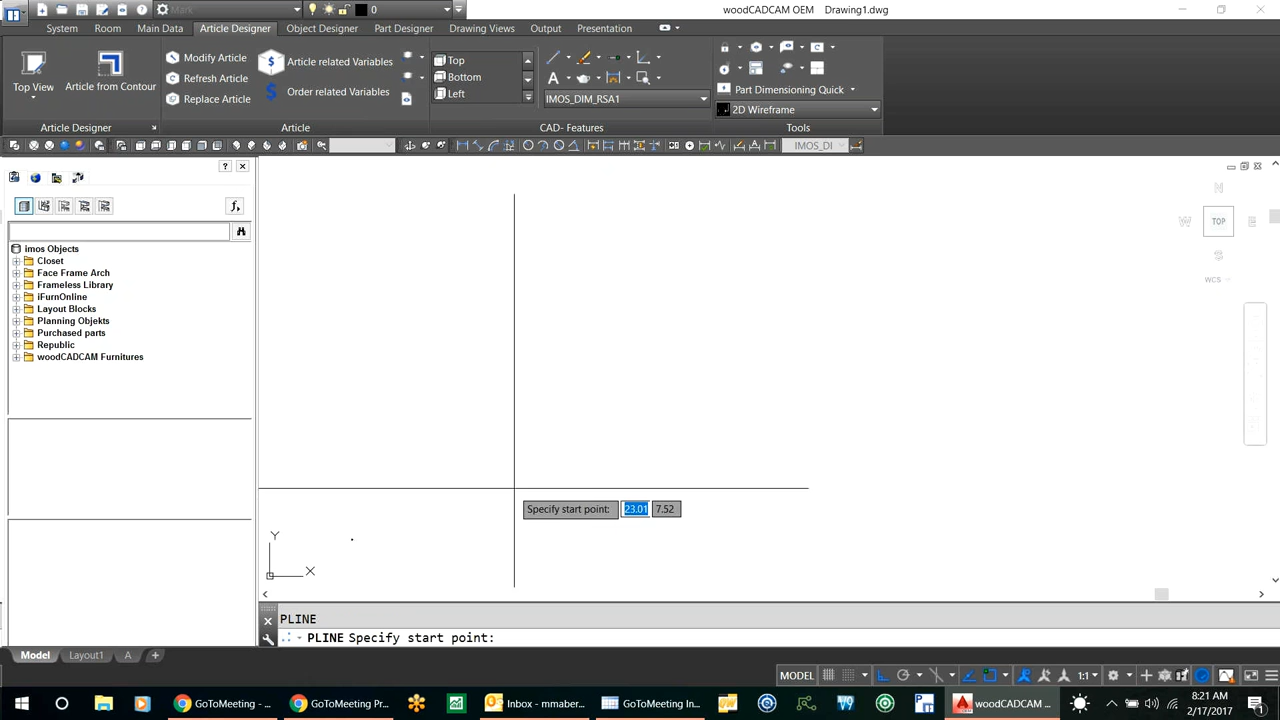 Mark
0
woodCADCAM OEM Drawing1.dwg
System
Room
Main Data
Article Designer
Object Designer
Part Designer
Drawing Views
Output
Presentation
Top View
Article from Contour
Modify Article
Refresh Article
Replace Article
Article related Variables
Order related Variables
Top
Bottom
Left
IMOS_DIM_RSA1
Part Dimensioning Quick
2D Wireframe
Article Designer
Article
CAD- Features
Tools
IMOS_DI
imos Objects
Closet
Face Frame Arch
Frameless Library
iFurnOnline
Layout Blocks
Planning Objekts
Purchased parts
Republic
woodCADCAM Furnitures
N
W
TOP
E
S
WCS
Specify start point: 23.01 7.52
Y
X
PLINE
PLINE Specify start point:
Model
Layout1
A
MODEL
1:1
GoToMeeting - ...
GoToMeeting Pr...
Inbox - mmaber...
GoToMeeting In...
woodCADCAM ...
8:21 AM
2/17/2017